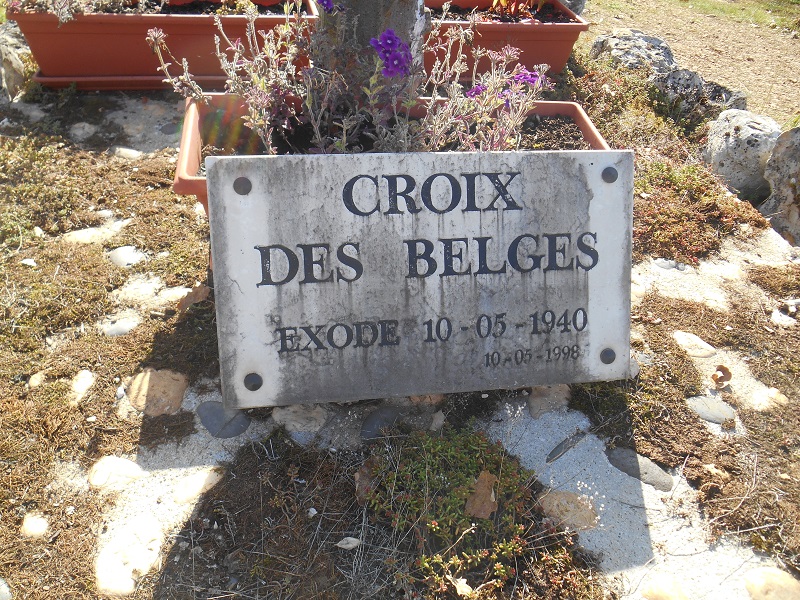 CROIX
DES BELGES
EXODE 10-05-1940
10-05-1998